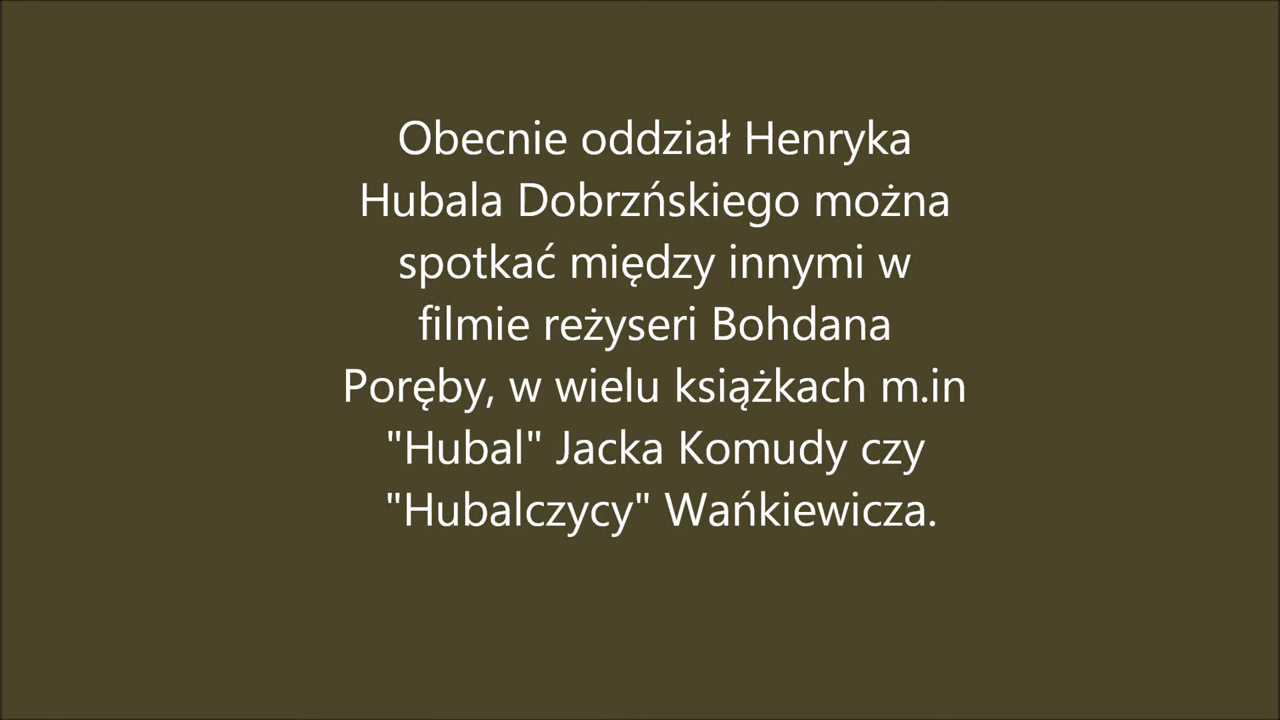 Obecnie oddział Henryka
Hubala Dobrzńskiego można
spotkać między innymi w
filmie reżyseri Bohdana
Poręby, w wielu książkach m.in
"Hubal" Jacka Komudy czy
"Hubalczycy" Wańkiewicza.